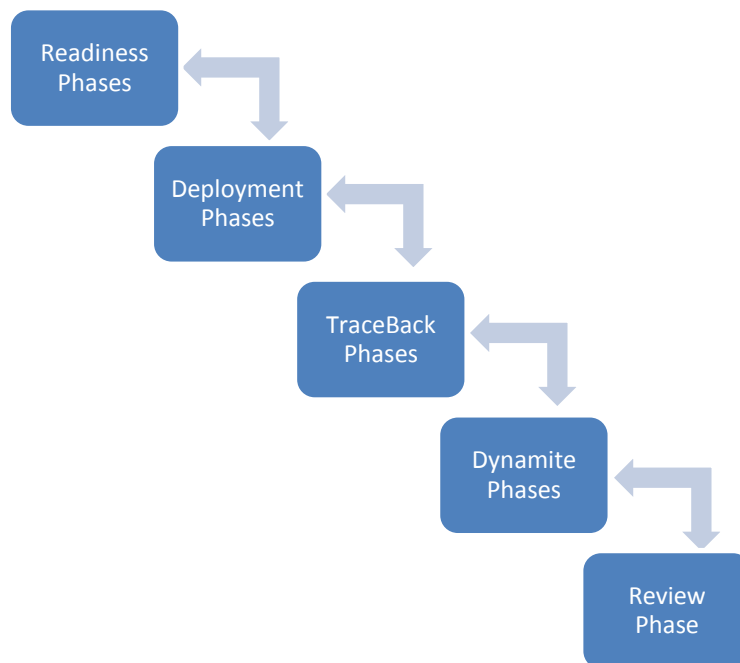 Readiness
Phases
Deployment
Phases
TraceBack
Phases
Dynamite
Phases
Review
Phase